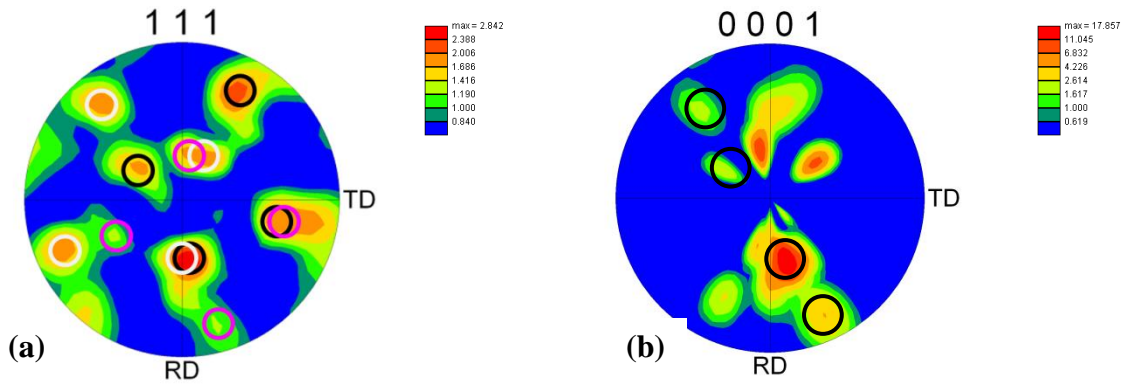 1 1 1
max = 2.842
2.388
2.006
1.686
1.416
1.190
1.000
0.840
TD
RD
(a)
0 0 0 1
max = 17.857
11.045
6.832
4.226
2.614
1.617
1.000
0.619
TD
RD
(b)